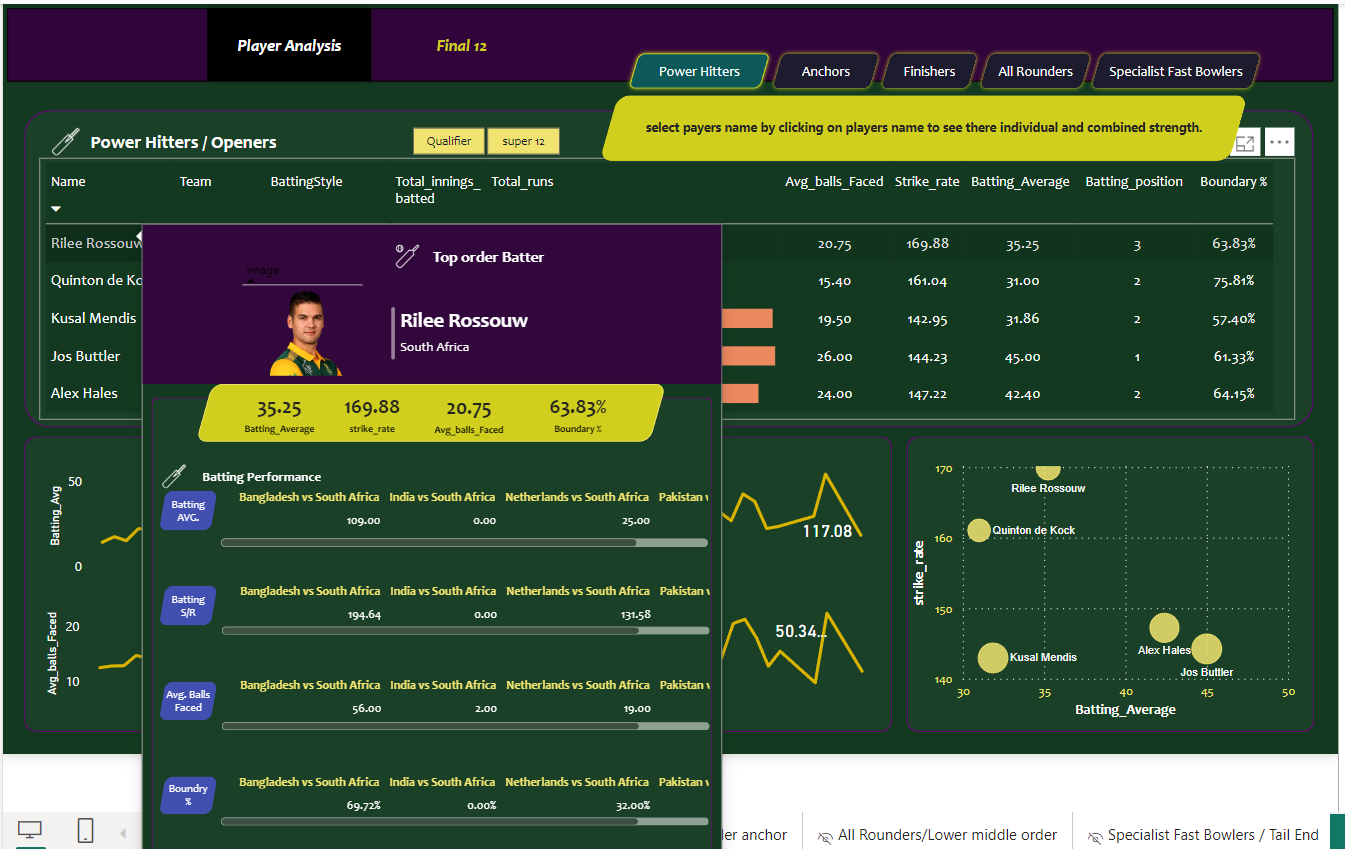 Player Analysis
Final 12
Power Hitters
Anchors
Finishers
All Rounders
Specialist Fast Bowlers
select payers name by clicking on players name to see there individual and combined strength.
Power Hitters / Openers
Qualifier
super 12
Name Team BattingStyle Total_innings_ Total_runs Avg_balls_Faced Strike_rate Batting_Average Batting_position Boundary %
batted
Rilee Rossouw 20.75 169.88 35.25 3 63.83%
Quinton de Ko 15.40 161.04 31.00 2 75.81%
Kusal Mendis 19.50 142.95 31.86 2 57.40%
Jos Buttler 26.00 144.23 45.00 1 61.33%
Alex Hales 24.00 147.22 42.40 2 64.15%
Top order Batter
image
Rilee Rossouw
South Africa
35.25 169.88 20.75 63.83%
Batting_Average strike_rate Avg_balls_Faced Boundary %
Batting Performance
Batting
AVG.
Bangladesh vs South Africa India vs South Africa Netherlands vs South Africa Pakistan v
109.00 0.00 25.00
Batting
S/R
Bangladesh vs South Africa India vs South Africa Netherlands vs South Africa Pakistan v
194.64 0.00 131.58
Avg. Balls
Faced
Bangladesh vs South Africa India vs South Africa Netherlands vs South Africa Pakistan v
56.00 2.00 19.00
Boundry
%
Bangladesh vs South Africa India vs South Africa Netherlands vs South Africa Pakistan v
69.72% 0.00% 32.00%
Batting_Avg
50
0
Avg_balls_Faced
20
10
117.08
50.34...
strike_rate
170
160
150
140
Rilee Rossouw
Quinton de Kock
Alex Hales
Kusal Mendis
Jos Buttler
30 35 40 45 50
Batting_Average
ler anchor
All Rounders/Lower middle order
Specialist Fast Bowlers / Tail End